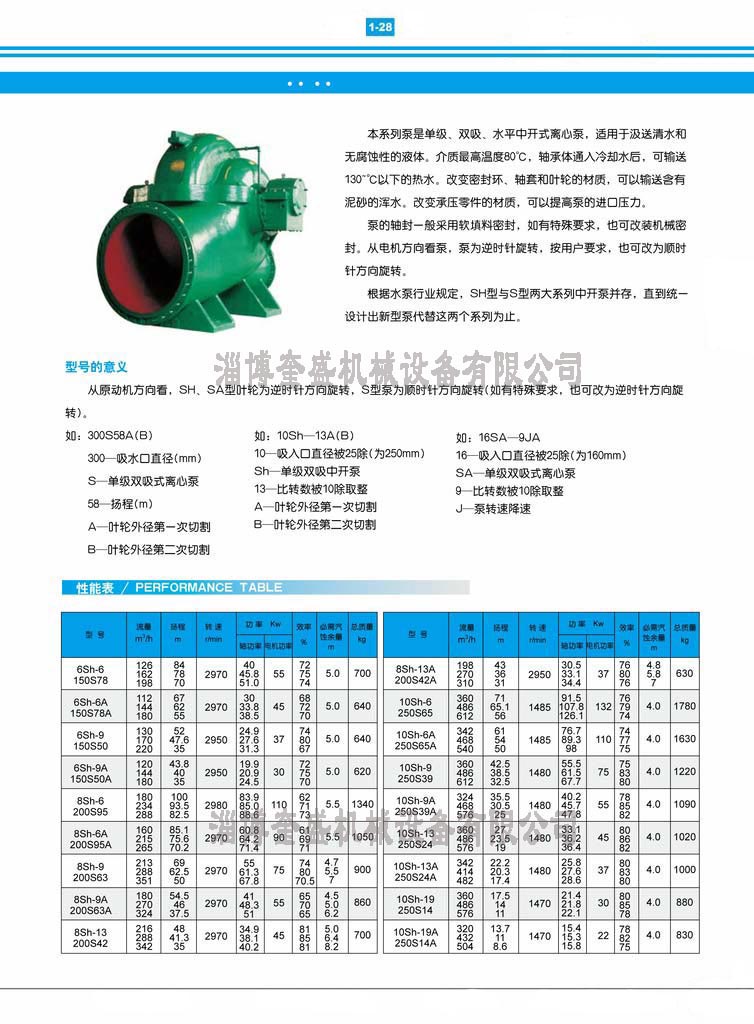 1-28
本系列泵是单级、双吸、水平中开式离心泵，适用于汲送清水和
无腐蚀性的液体。介质最高温度80℃，轴承体通入冷却水后，可输送
130~℃以下的热水。改变密封环、轴套和叶轮的材质，可以输送含有
泥砂的浑水。改变承压零件的材质，可以提高泵的进口压力。
泵的轴封一般采用软填料密封，如有特殊要求，也可改装机械密
封。从电机方向看泵，泵为逆时针旋转，按用户要求，也可改为顺时
针方向旋转。
根据水泵行业规定，SH型与S型两大系列中开泵并存，直到统一
设计出新型泵代替这两个系列为止。
淄博奎盛机械设备有限公司
型号的意义
从原动机方向看，SH、SA型叶轮为逆时针方向旋转，S型泵为顺时针方向旋转(如有特殊要求，也可改为逆时针方向旋
转)。
如：300S58A(B)
300—吸水口直径(mm)
S—单级双吸式离心泵
58—扬程(m)
A—叶轮外径第一次切割
B—叶轮外径第二次切割
如：10Sh—13A(B)
10—吸入口直径被25除(为250mm)
Sh—单级双吸中开泵
13—比转数被10除取整
A—叶轮外径第一次切割
B—叶轮外径第二次切割
如：16SA—9JA
16—吸入口直径被25除(为160mm)
SA—单级双吸式离心泵
9—比转数被10除取整
J—泵转速降速
性能表 / PERFORMANCE TABLE
型 号 流量 m³/h 扬程 m 转 速 r/min 功 率 Kw 轴功率 电机功率 效率 % 必需汽蚀余量 m 总质量 kg
6Sh-6 150S78 126 162 198 84 78 70 2970 40 45.8 51.0 55 72 75 74 5.0 700
6Sh-6A 150S78A 112 144 180 67 62 55 2970 30 33.8 38.5 45 68 72 70 5.0 640
6Sh-9 150S50 130 170 220 52 47.6 35 2950 24.9 27.6 31.3 37 74 80 67 5.0 640
6Sh-9A 150S50A 120 144 180 43.8 40 35 2950 19.9 20.9 24.5 30 72 75 70 5.0 620
8Sh-6 200S95 180 234 288 100 93.5 82.5 2980 83.9 85.0 88.6 110 62 71 73 5.5 1340
8Sh-6A 200S95A 160 215 265 85.1 75.6 70.2 2970 60.8 64.2 71.4 90 61 69 71 5.5 1050
8Sh-9 200S63 213 288 351 69 62.5 50 2970 55 61.3 67.8 75 74 80 70.5 4.7 5.5 7 900
8Sh-9A 200S63A 180 270 324 54.5 46 37.5 2970 41 48.3 51 55 65 70 65 4.5 5.0 6.2 860
8Sh-13 200S42 216 288 342 48 41.3 35 2970 34.9 38.1 40.2 45 81 85 81 5.0 6.4 8.2 700
型 号 流量 m³/h 扬程 m 转 速 r/min 功 率 Kw 轴功率 电机功率 效率 % 必需汽蚀余量 m 总质量 kg
8Sh-13A 200S42A 198 270 310 43 36 31 2950 30.5 33.1 34.4 37 76 80 76 4.8 5.8 7 630
10Sh-6 250S65 360 486 612 71 65.1 56 1485 91.5 107.8 126.1 132 76 79 74 4.0 1780
10Sh-6A 250S65A 342 468 540 61 54 50 1485 76.7 89.3 98 110 74 77 75 4.0 1630
10Sh-9 250S39 360 486 612 42.5 38.5 32.5 1480 55.5 61.5 67.7 75 75 83 80 4.0 1220
10Sh-9A 250S39A 324 468 576 35.5 30.5 25 1480 40.2 45.7 47.8 55 78 85 82 4.0 1090
10Sh-13 250S24 360 486 576 27 23.5 19 1480 33.1 36.2 36.4 45 80 86 82 4.0 1020
10Sh-13A 250S24A 342 414 482 22.2 20.3 17.4 1480 25.8 27.6 28.6 37 80 83 80 4.0 1000
10Sh-19 250S14 360 486 576 17.5 14 11 1470 21.4 21.8 22.1 30 80 85 78 4.0 880
10Sh-19A 250S14A 320 432 504 13.7 11 8.6 1470 15.4 15.3 15.8 22 78 82 75 4.0 830
淄博奎盛机械设备有限公司